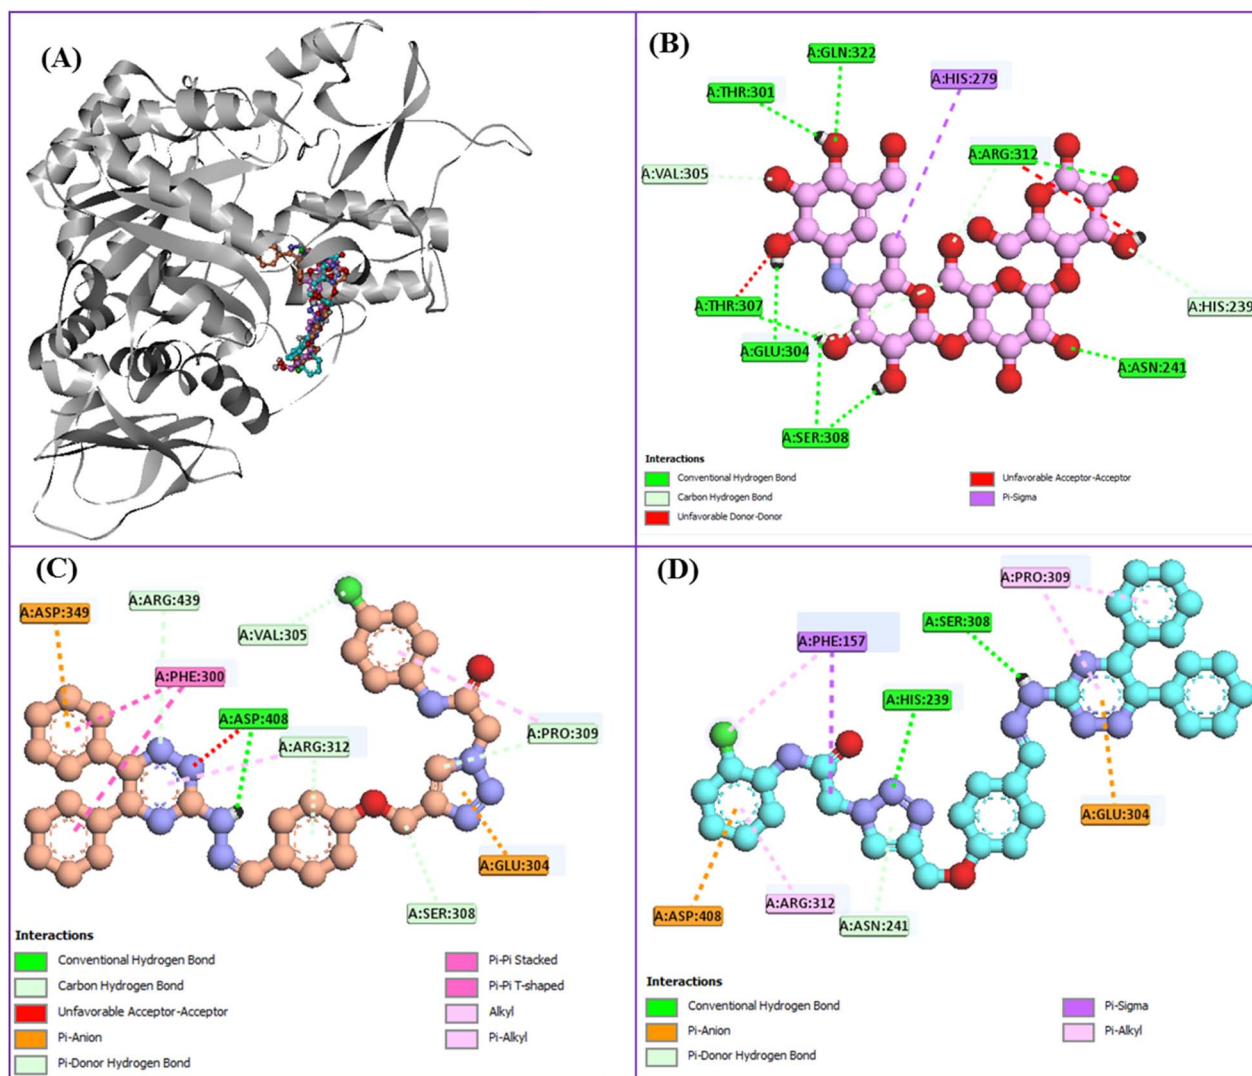 (A)
(B)
A:GLN:322
A:HIS:279
A:THR:301
A:ARG:312
A:VAL:305
A:THR:307
A:HIS:239
A:GLU:304
A:ASN:241
A:SER:308
Interactions
Conventional Hydrogen Bond
Carbon Hydrogen Bond
Unfavorable Donor-Donor
Unfavorable Acceptor-Acceptor
Pi-Sigma
(C)
A:ARG:439
A:ASP:349
A:VAL:305
A:PHE:300
A:ASP:408
A:ARG:312
A:PRO:309
A:GLU:304
A:SER:308
Interactions
Conventional Hydrogen Bond
Carbon Hydrogen Bond
Unfavorable Acceptor-Acceptor
Pi-Anion
Pi-Donor Hydrogen Bond
Pi-Pi Stacked
Pi-Pi T-shaped
Alkyl
Pi-Alkyl
(D)
A:PRO:309
A:SER:308
A:PHE:157
A:HIS:239
A:GLU:304
A:ARG:312
A:ASP:408
A:ASN:241
Interactions
Conventional Hydrogen Bond
Pi-Anion
Pi-Donor Hydrogen Bond
Pi-Sigma
Pi-Alkyl